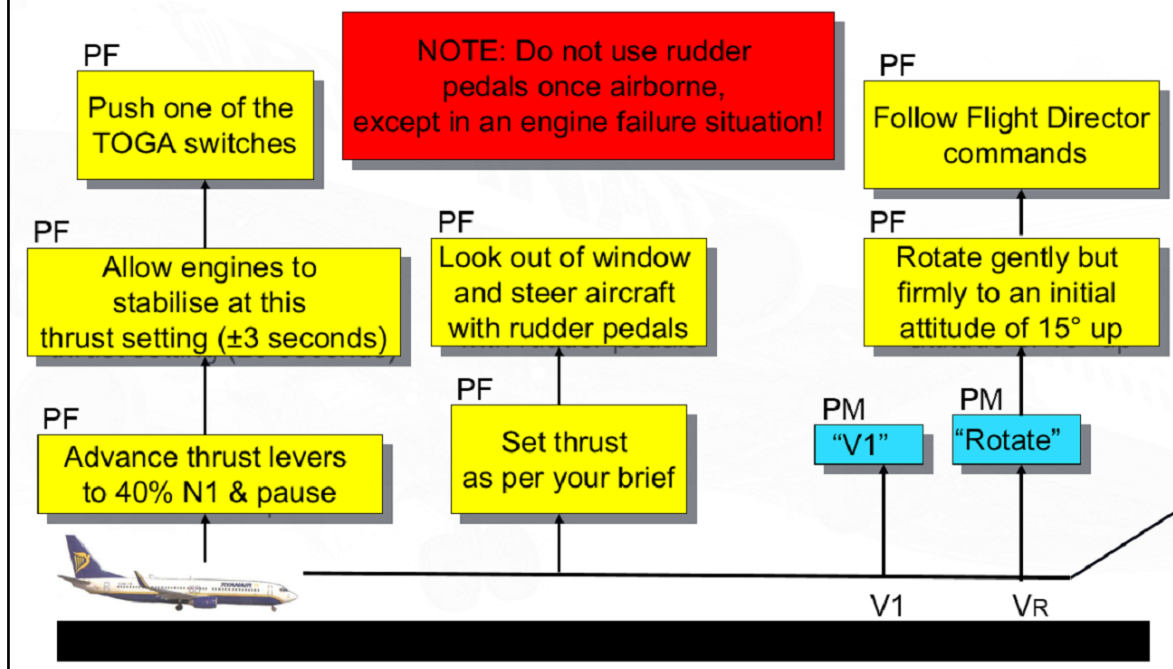 PF
Push one of the
TOGA switches
PF
Allow engines to
stabilise at this
thrust setting (±3 seconds)
PF
Advance thrust levers
to 40% N1 & pause
NOTE: Do not use rudder
pedals once airborne,
except in an engine failure situation!
PF
Look out of window
and steer aircraft
with rudder pedals
PF
Set thrust
as per your brief
PF
Follow Flight Director
commands
PF
Rotate gently but
firmly to an initial
attitude of 15° up
PM
“V1”
PM
“Rotate”
RYANAIR
V1
VR